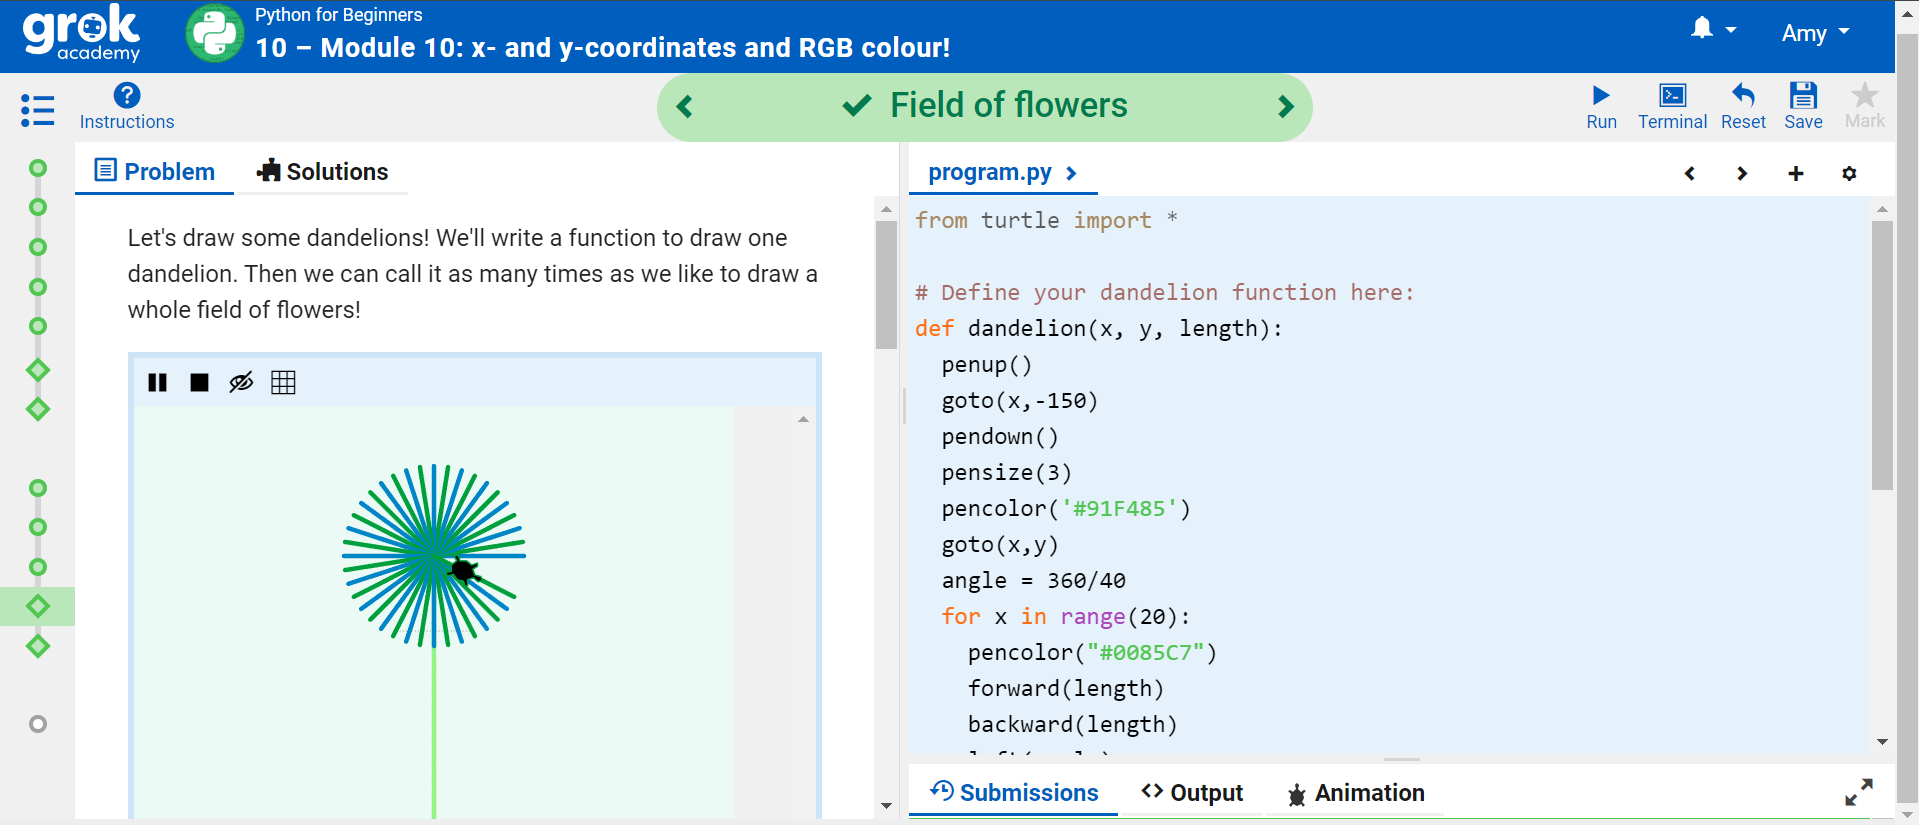 grok
academy
Python for Beginners
10 – Module 10: x- and y-coordinates and RGB colour!
Amy
?
Instructions
Field of flowers
Run
Terminal
Reset
Save
Mark
Problem
Solutions
Let's draw some dandelions! We'll write a function to draw one
dandelion. Then we can call it as many times as we like to draw a
whole field of flowers!
program.py
from turtle import *
# Define your dandelion function here:
def dandelion(x, y, length):
  penup()
  goto(x,-150)
  pendown()
  pensize(3)
  pencolor('#91F485')
  goto(x,y)
  angle = 360/40
  for x in range(20):
    pencolor("#0085C7")
    forward(length)
    backward(length)
Submissions
Output
Animation